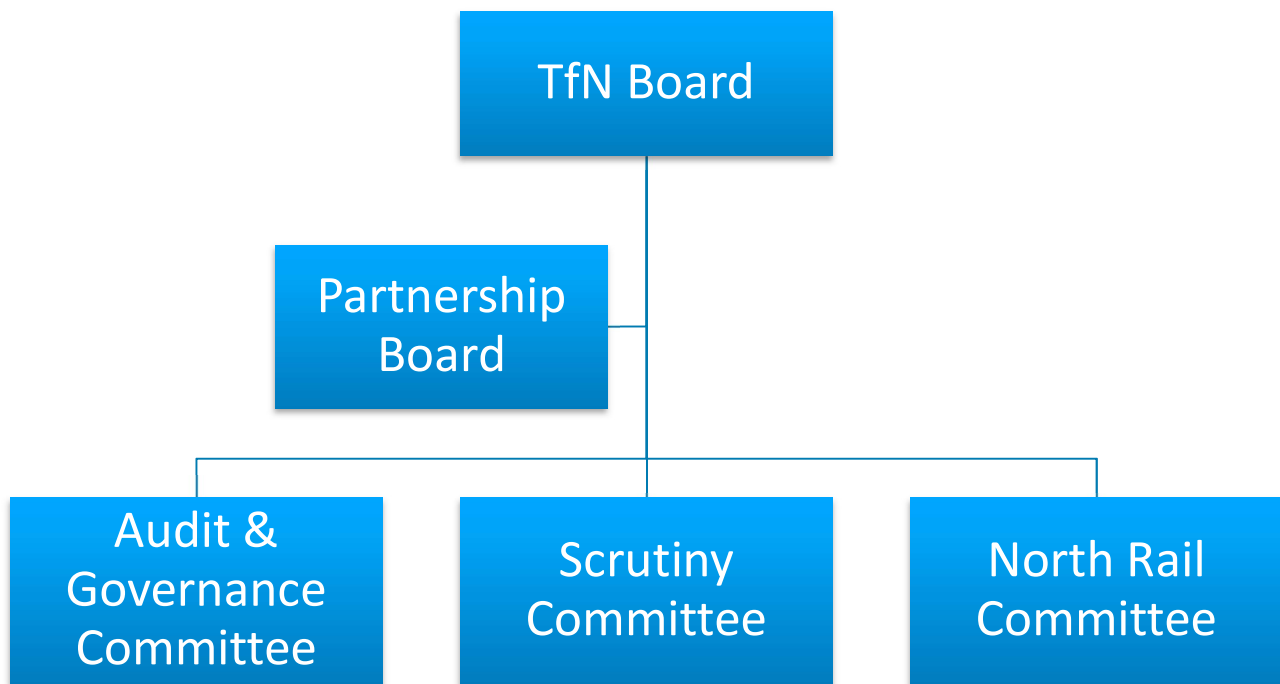 TfN Board
Partnership
Board
Audit &
Governance
Committee
Scrutiny
Committee
North Rail
Committee